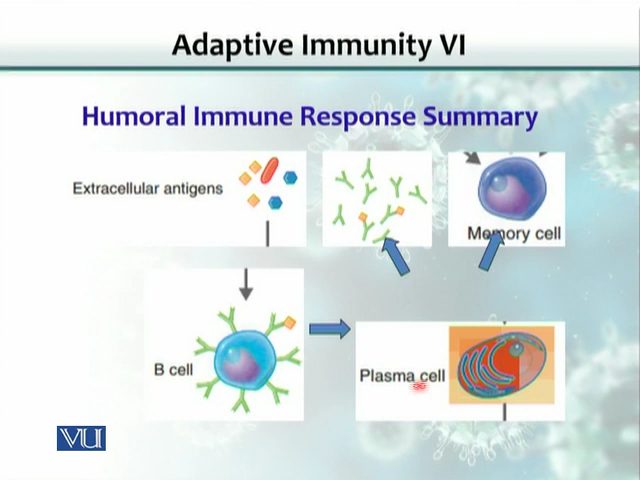 Adaptive Immunity VI
Humoral Immune Response Summary
Extracellular antigens
Memory cell
B cell
Plasma cell
VU